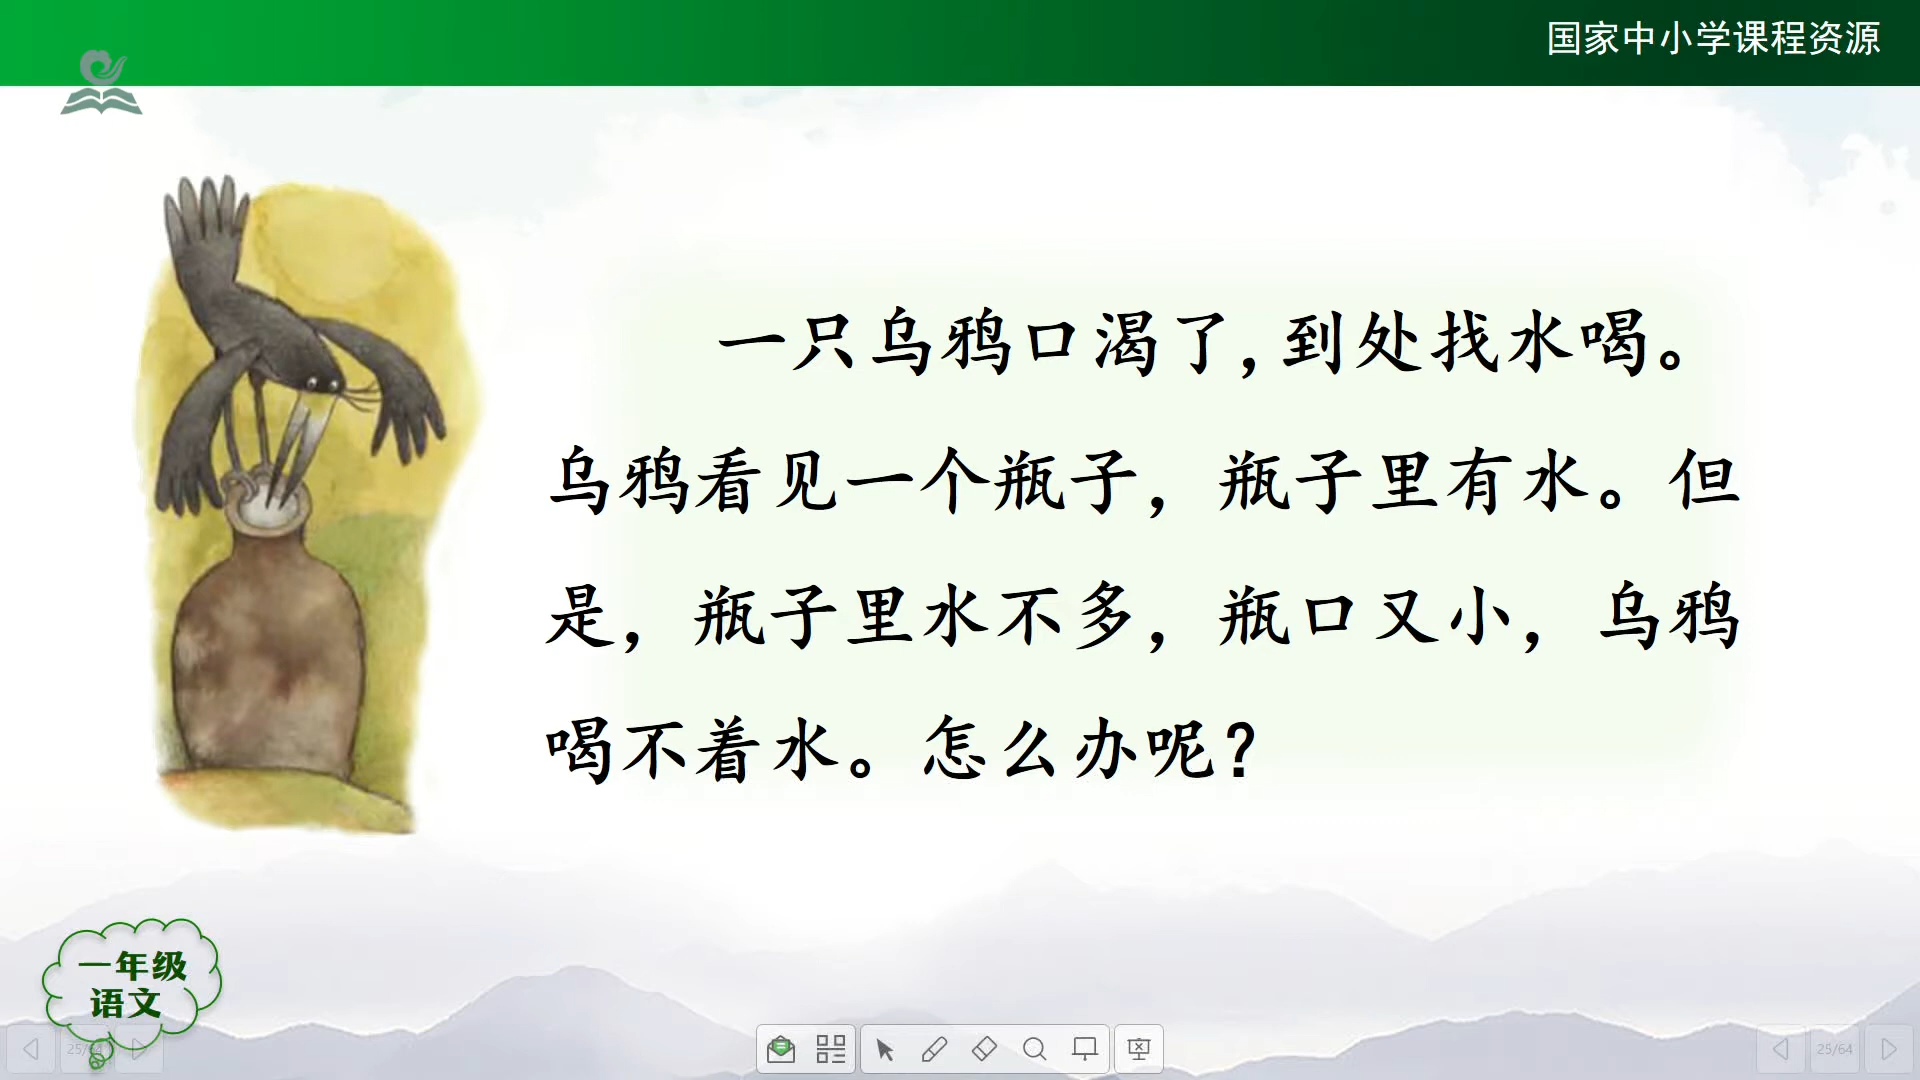 国家中小学课程资源
一只乌鸦口渴了,到处找水喝。
乌鸦看见一个瓶子，瓶子里有水。但
是，瓶子里水不多，瓶口又小，乌鸦
喝不着水。怎么办呢？
一年级
语文
25/64
25/64